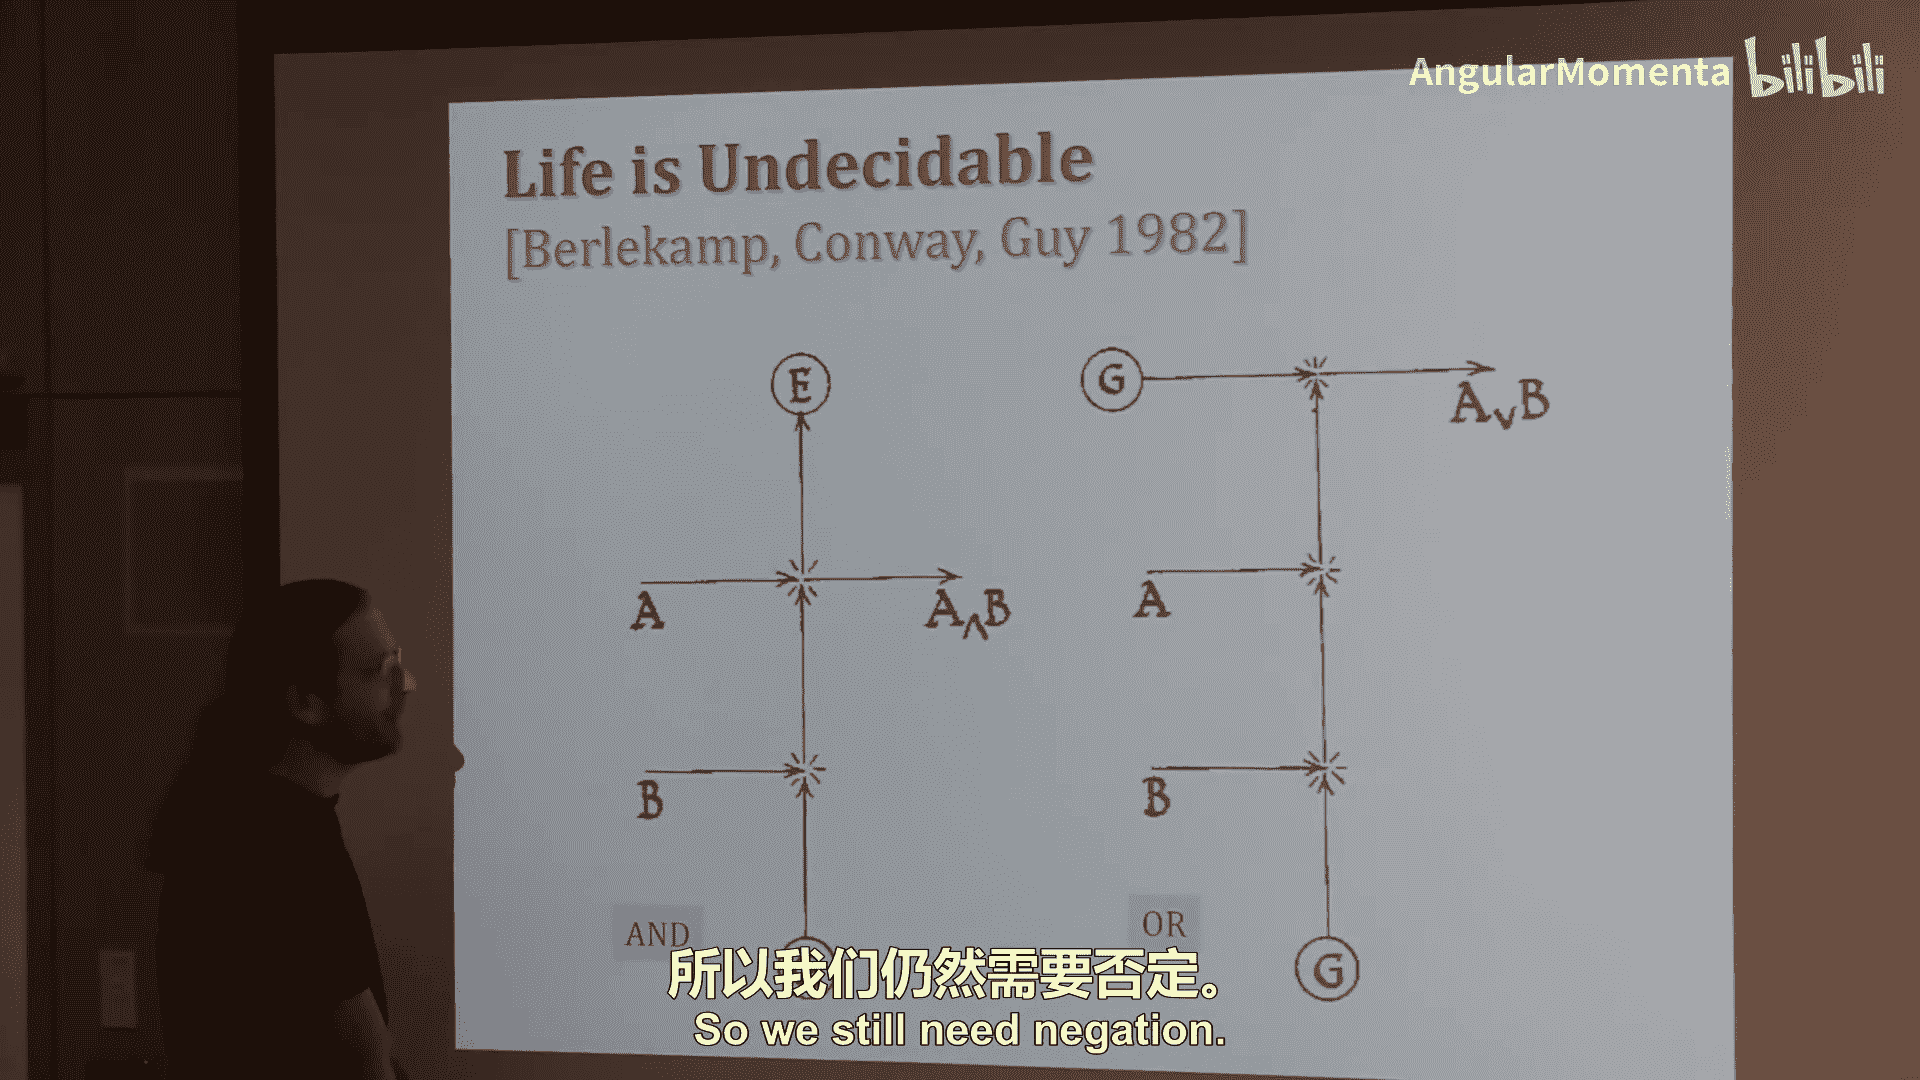 AngularMomenta bilibili
Life is Undecidable
[Berlekamp, Conway, Guy 1982]
E
G
A∨B
A
A∧B
A
B
B
AND
OR
G
所以我们仍然需要否定。
So we still need negation.